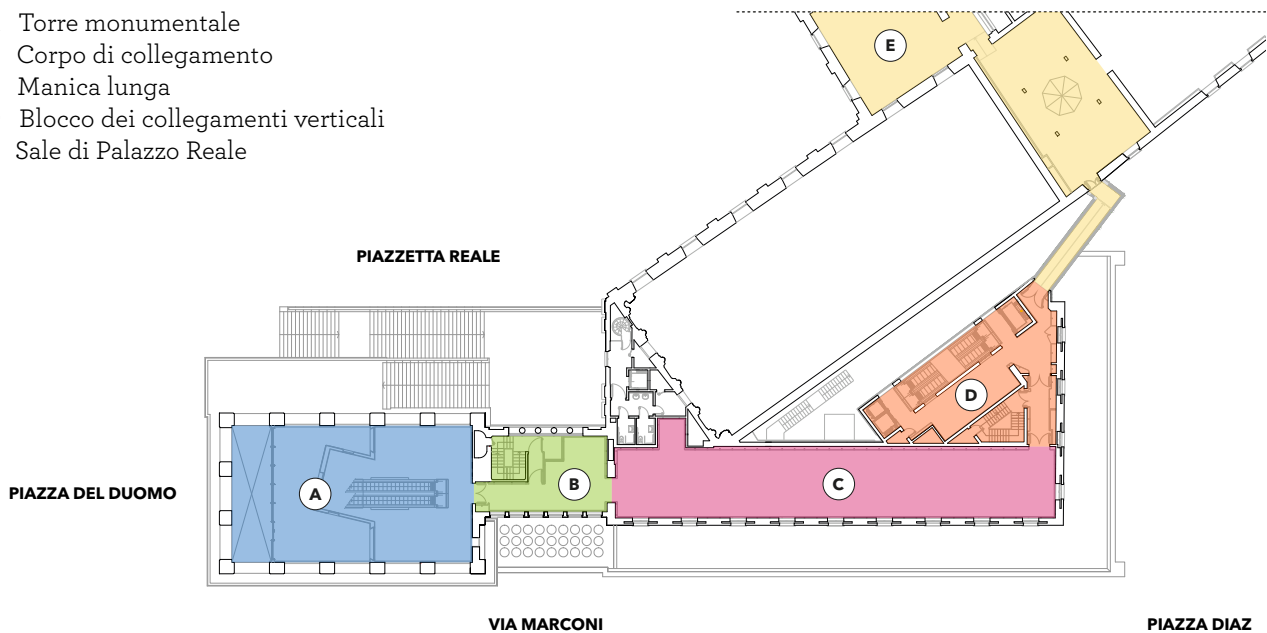 Torre monumentale
Corpo di collegamento
Manica lunga
Blocco dei collegamenti verticali
Sale di Palazzo Reale
E
PIAZZETTA REALE
D
PIAZZA DEL DUOMO
A
B
C
VIA MARCONI
PIAZZA DIAZ